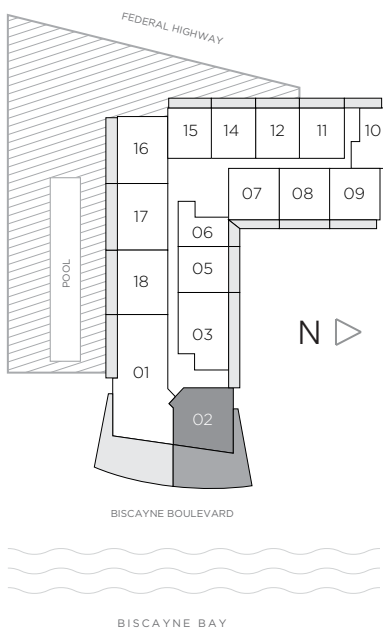 FEDERAL HIGHWAY
15 14 12 11 10
16
07 08 09
17
06
POOL
18
05
03
N
01
02
BISCAYNE BOULEVARD
BISCAYNE BAY